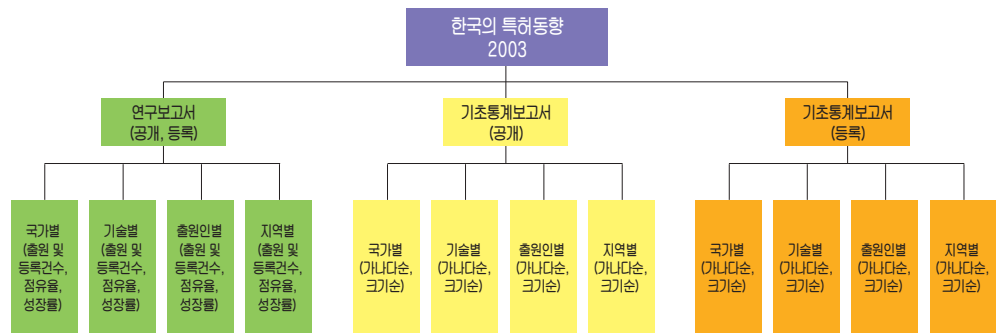 한국의 특허동향
2003
연구보고서
(공개, 등록)
기초통계보고서
(공개)
기초통계보고서
(등록)
국가별
(출원 및
등록건수,
점유율,
성장률)
기술별
(출원 및
등록건수,
점유율,
성장률)
출원인별
(출원 및
등록건수,
점유율,
성장률)
지역별
(출원 및
등록건수,
점유율,
성장률)
국가별
(가나다순,
크기순)
기술별
(가나다순,
크기순)
출원인별
(가나다순,
크기순)
지역별
(가나다순,
크기순)
국가별
(가나다순,
크기순)
기술별
(가나다순,
크기순)
출원인별
(가나다순,
크기순)
지역별
(가나다순,
크기순)